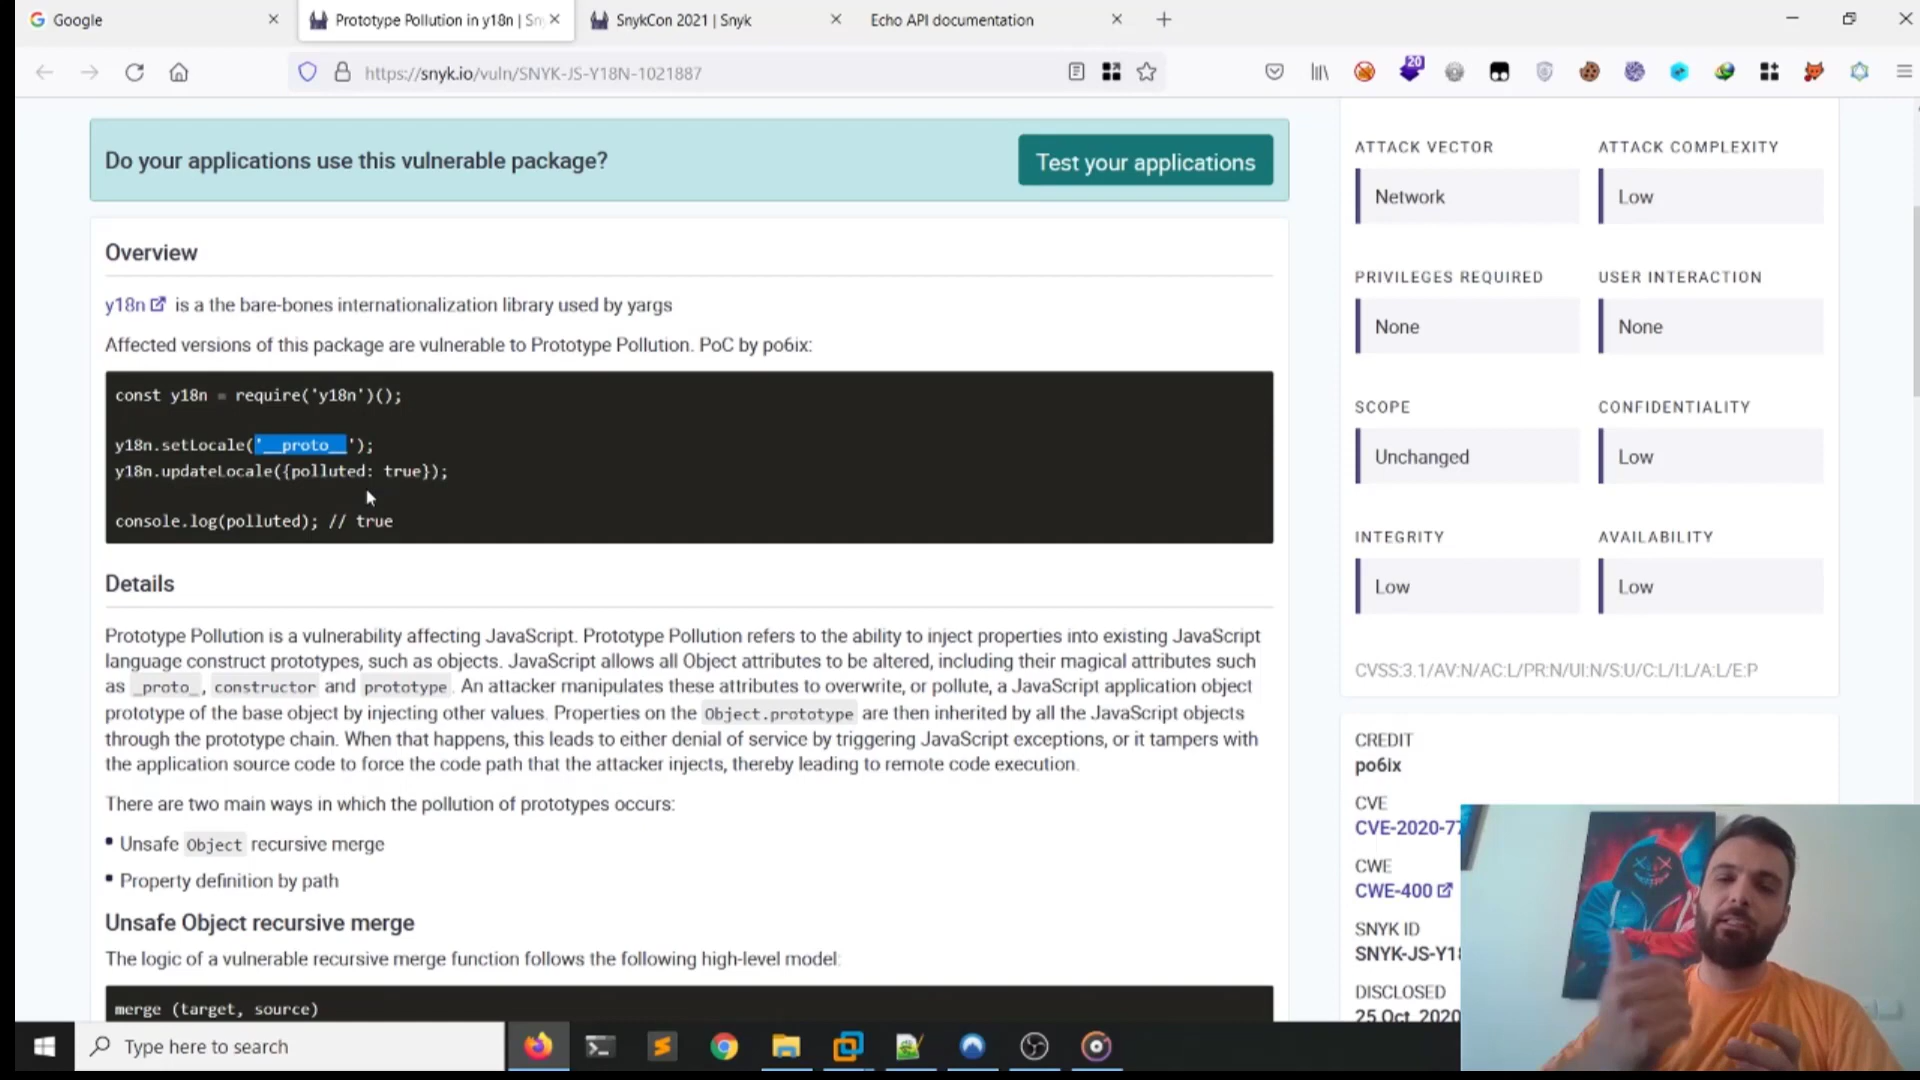 Google
Prototype Pollution in y18n | Sny
SnykCon 2021 | Snyk
Echo API documentation
https://snyk.io/vuln/SNYK-JS-Y18N-1021887
20
Do your applications use this vulnerable package?
Test your applications
Overview
y18n is a the bare-bones internationalization library used by yargs
Affected versions of this package are vulnerable to Prototype Pollution. PoC by po6ix:
const y18n = require('y18n')();
y18n.setLocale('__proto__');
y18n.updateLocale({polluted: true});
console.log(polluted); // true
Details
Prototype Pollution is a vulnerability affecting JavaScript. Prototype Pollution refers to the ability to inject properties into existing JavaScript
language construct prototypes, such as objects. JavaScript allows all Object attributes to be altered, including their magical attributes such
as _proto_, constructor and prototype. An attacker manipulates these attributes to overwrite, or pollute, a JavaScript application object
prototype of the base object by injecting other values. Properties on the Object.prototype are then inherited by all the JavaScript objects
through the prototype chain. When that happens, this leads to either denial of service by triggering JavaScript exceptions, or it tampers with
the application source code to force the code path that the attacker injects, thereby leading to remote code execution.
There are two main ways in which the pollution of prototypes occurs:
• Unsafe Object recursive merge
• Property definition by path
Unsafe Object recursive merge
The logic of a vulnerable recursive merge function follows the following high-level model:
merge (target, source)
ATTACK VECTOR
Network
ATTACK COMPLEXITY
Low
PRIVILEGES REQUIRED
None
USER INTERACTION
None
SCOPE
Unchanged
CONFIDENTIALITY
Low
INTEGRITY
Low
AVAILABILITY
Low
CVSS:3.1/AV:N/AC:L/PR:N/UI:N/S:U/C:L/I:L/A:L/E:P
CREDIT
po6ix
CVE
CVE-2020-77
CWE
CWE-400
SNYK ID
SNYK-JS-Y18
DISCLOSED
25 Oct, 2020
Type here to search